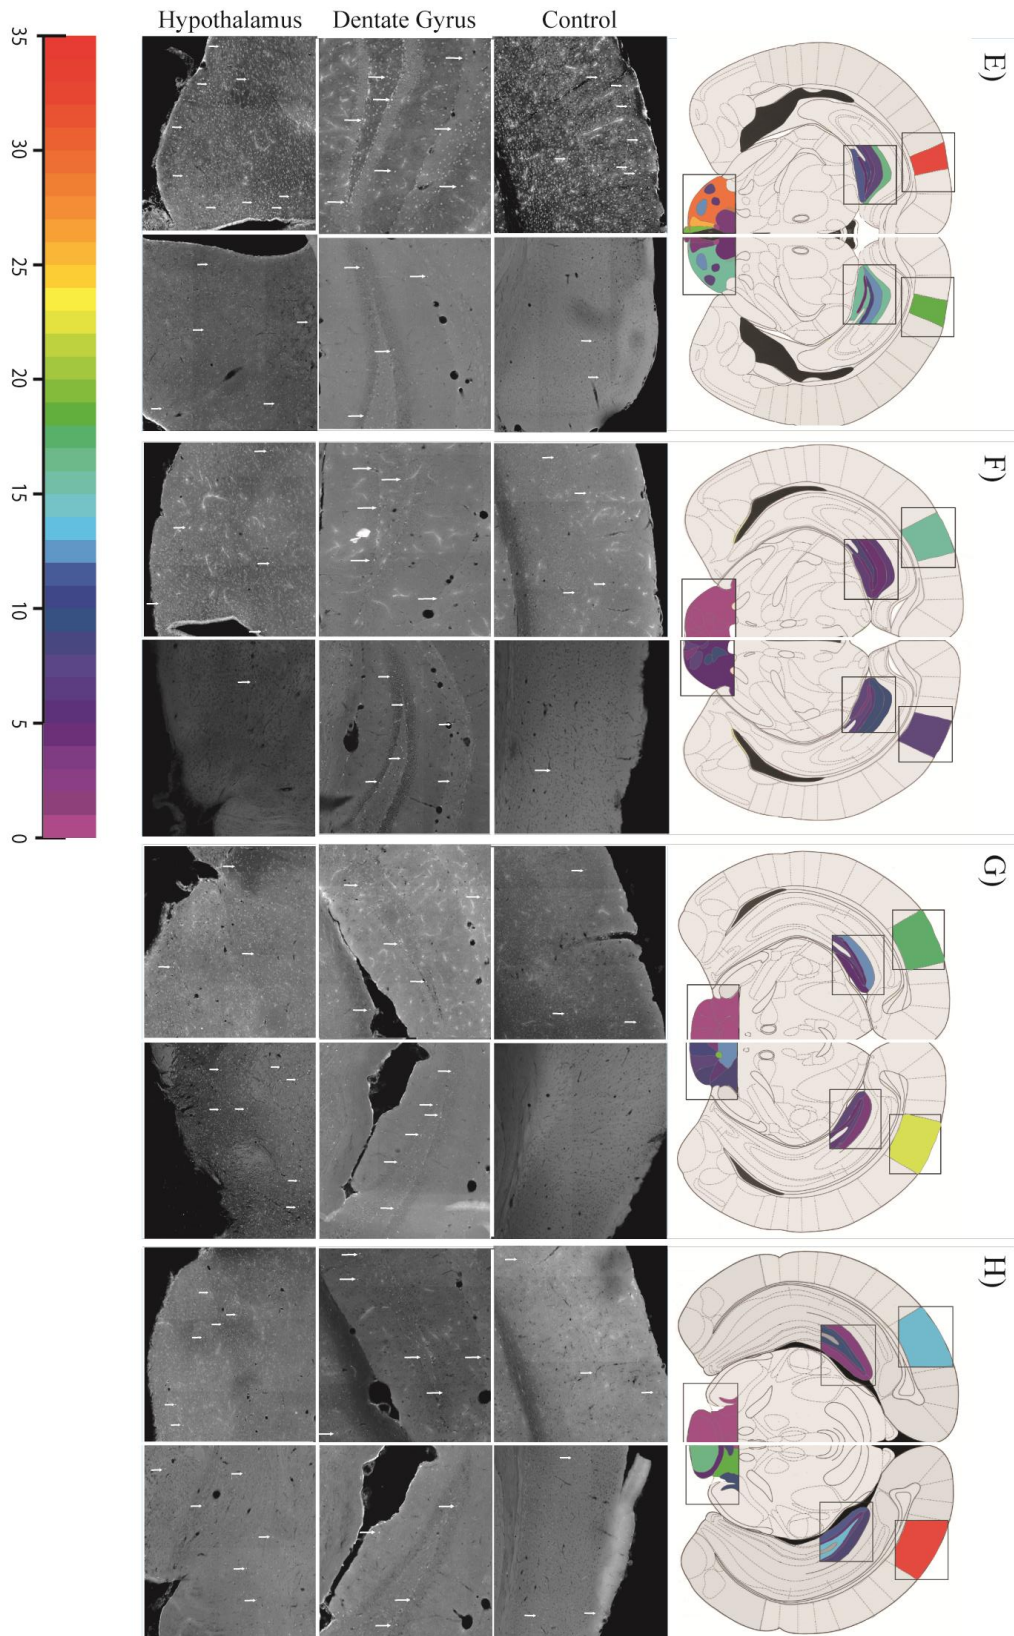 Hypothalamus
Dentate Gyrus
Control
E)
F)
G)
H)
35
30
25
20
15
10
5
0